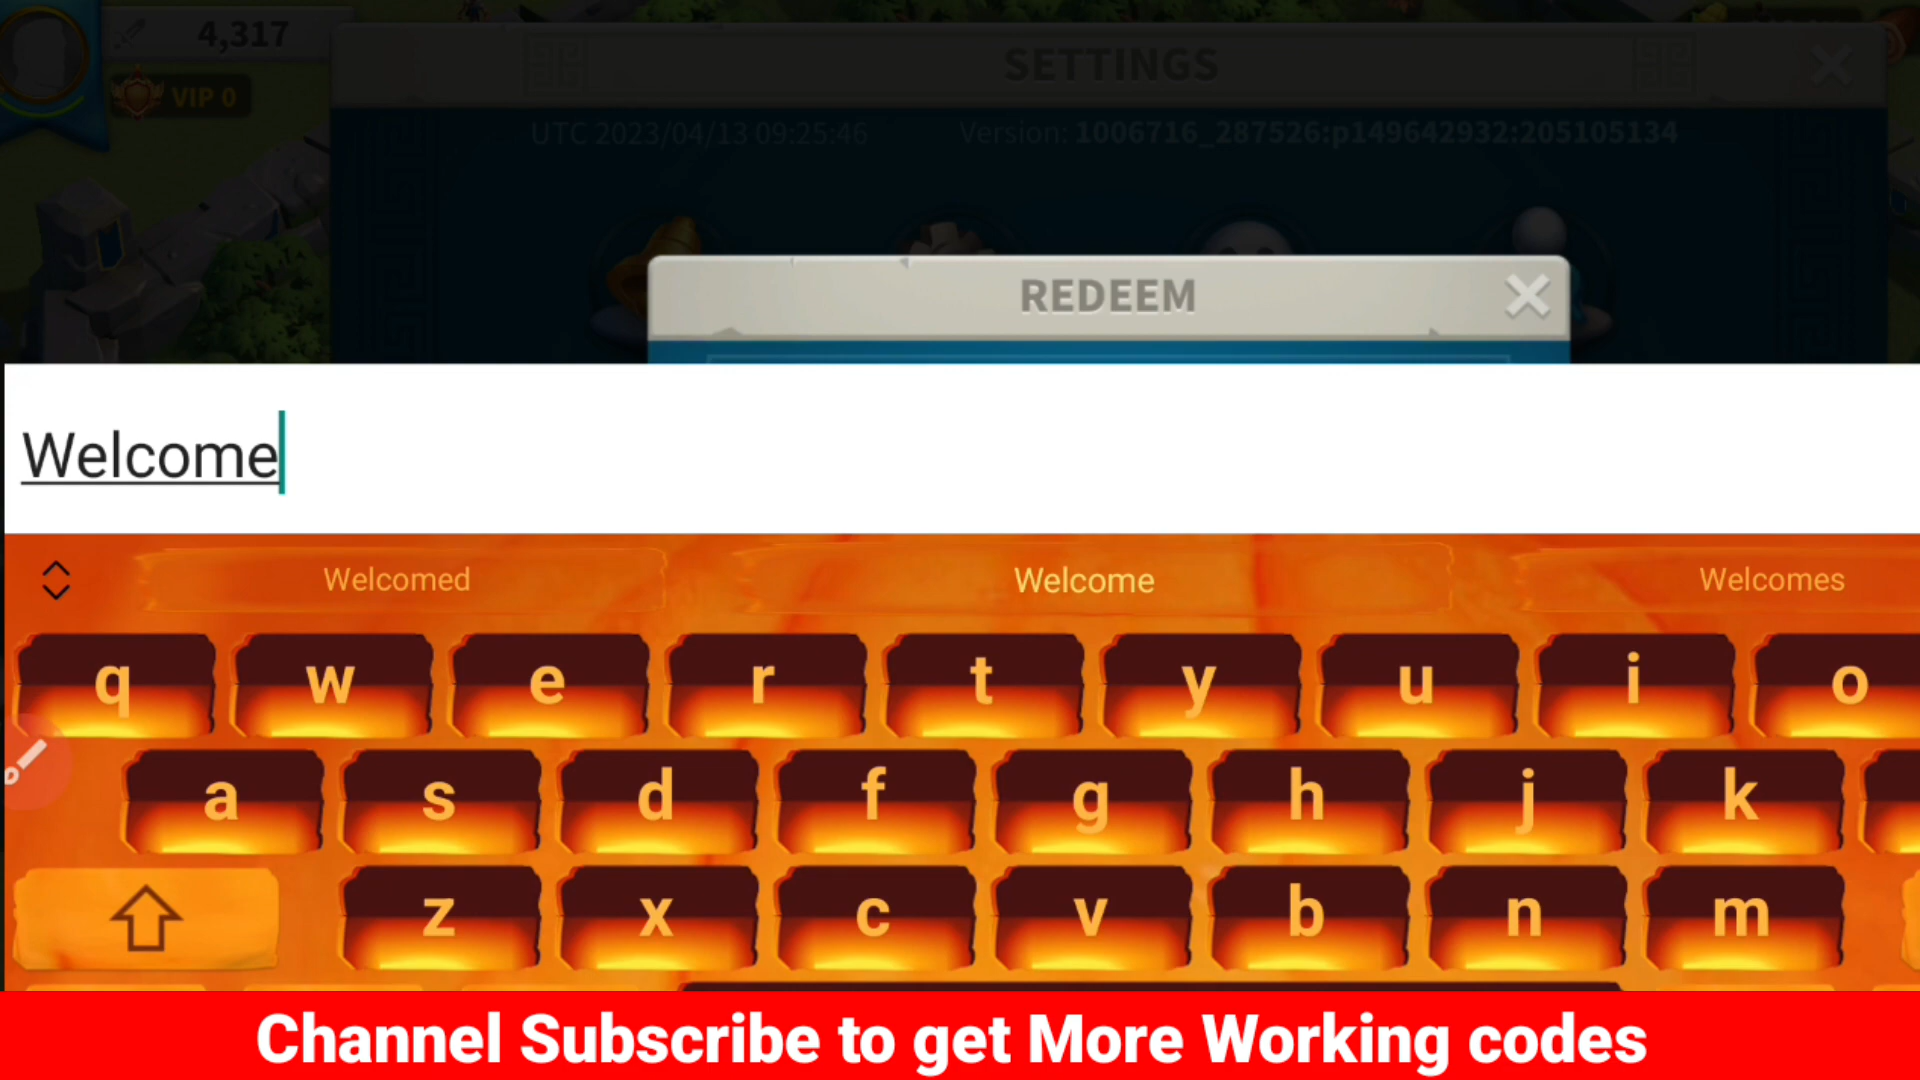 4,317
SETTINGS
VIP 0
UTC 2023/04/13 09:25:46 Version: 1006716_287526:p149642932:205105134
REDEEM
Welcome
Welcomed Welcome Welcomes
q w e r t y u i o
a s d f g h j k
z x c v b n m
Channel Subscribe to get More Working codes